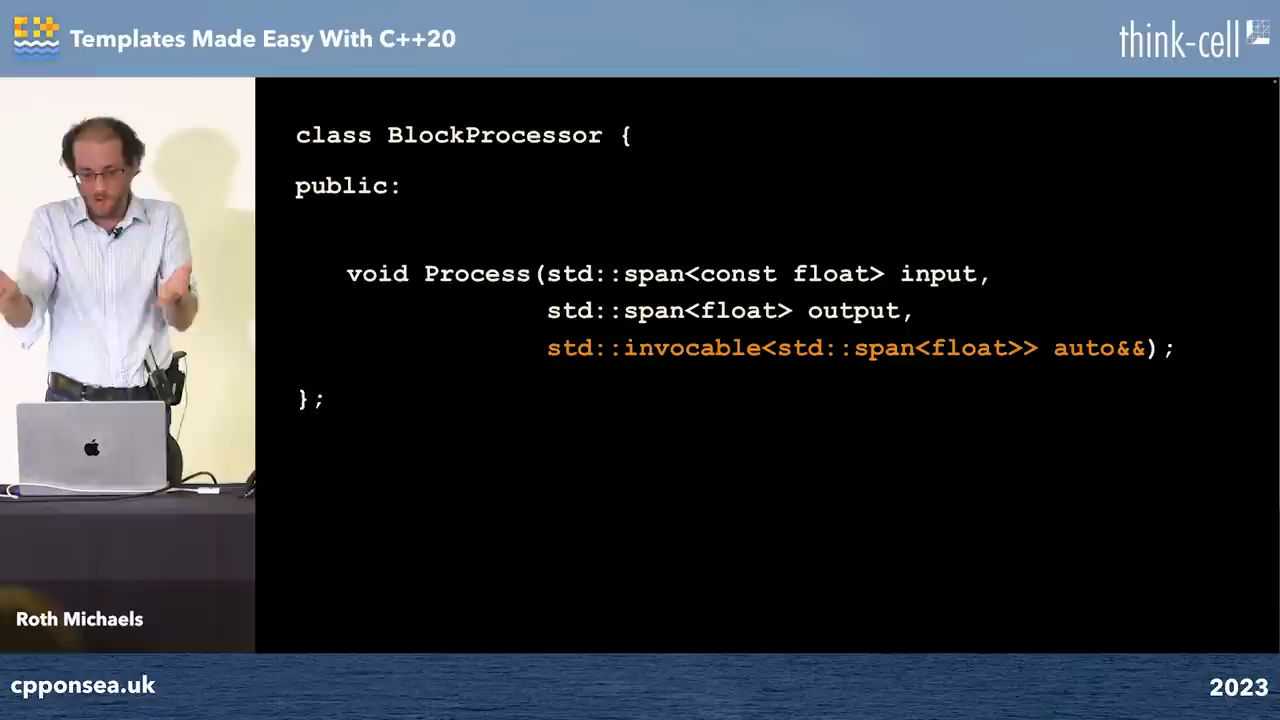 Templates Made Easy With C++20
think-cell
class BlockProcessor {
public:
void Process(std::span<const float> input,
std::span<float> output,
std::invocable<std::span<float>> auto&&);
};
Roth Michaels
cpponsea.uk
2023